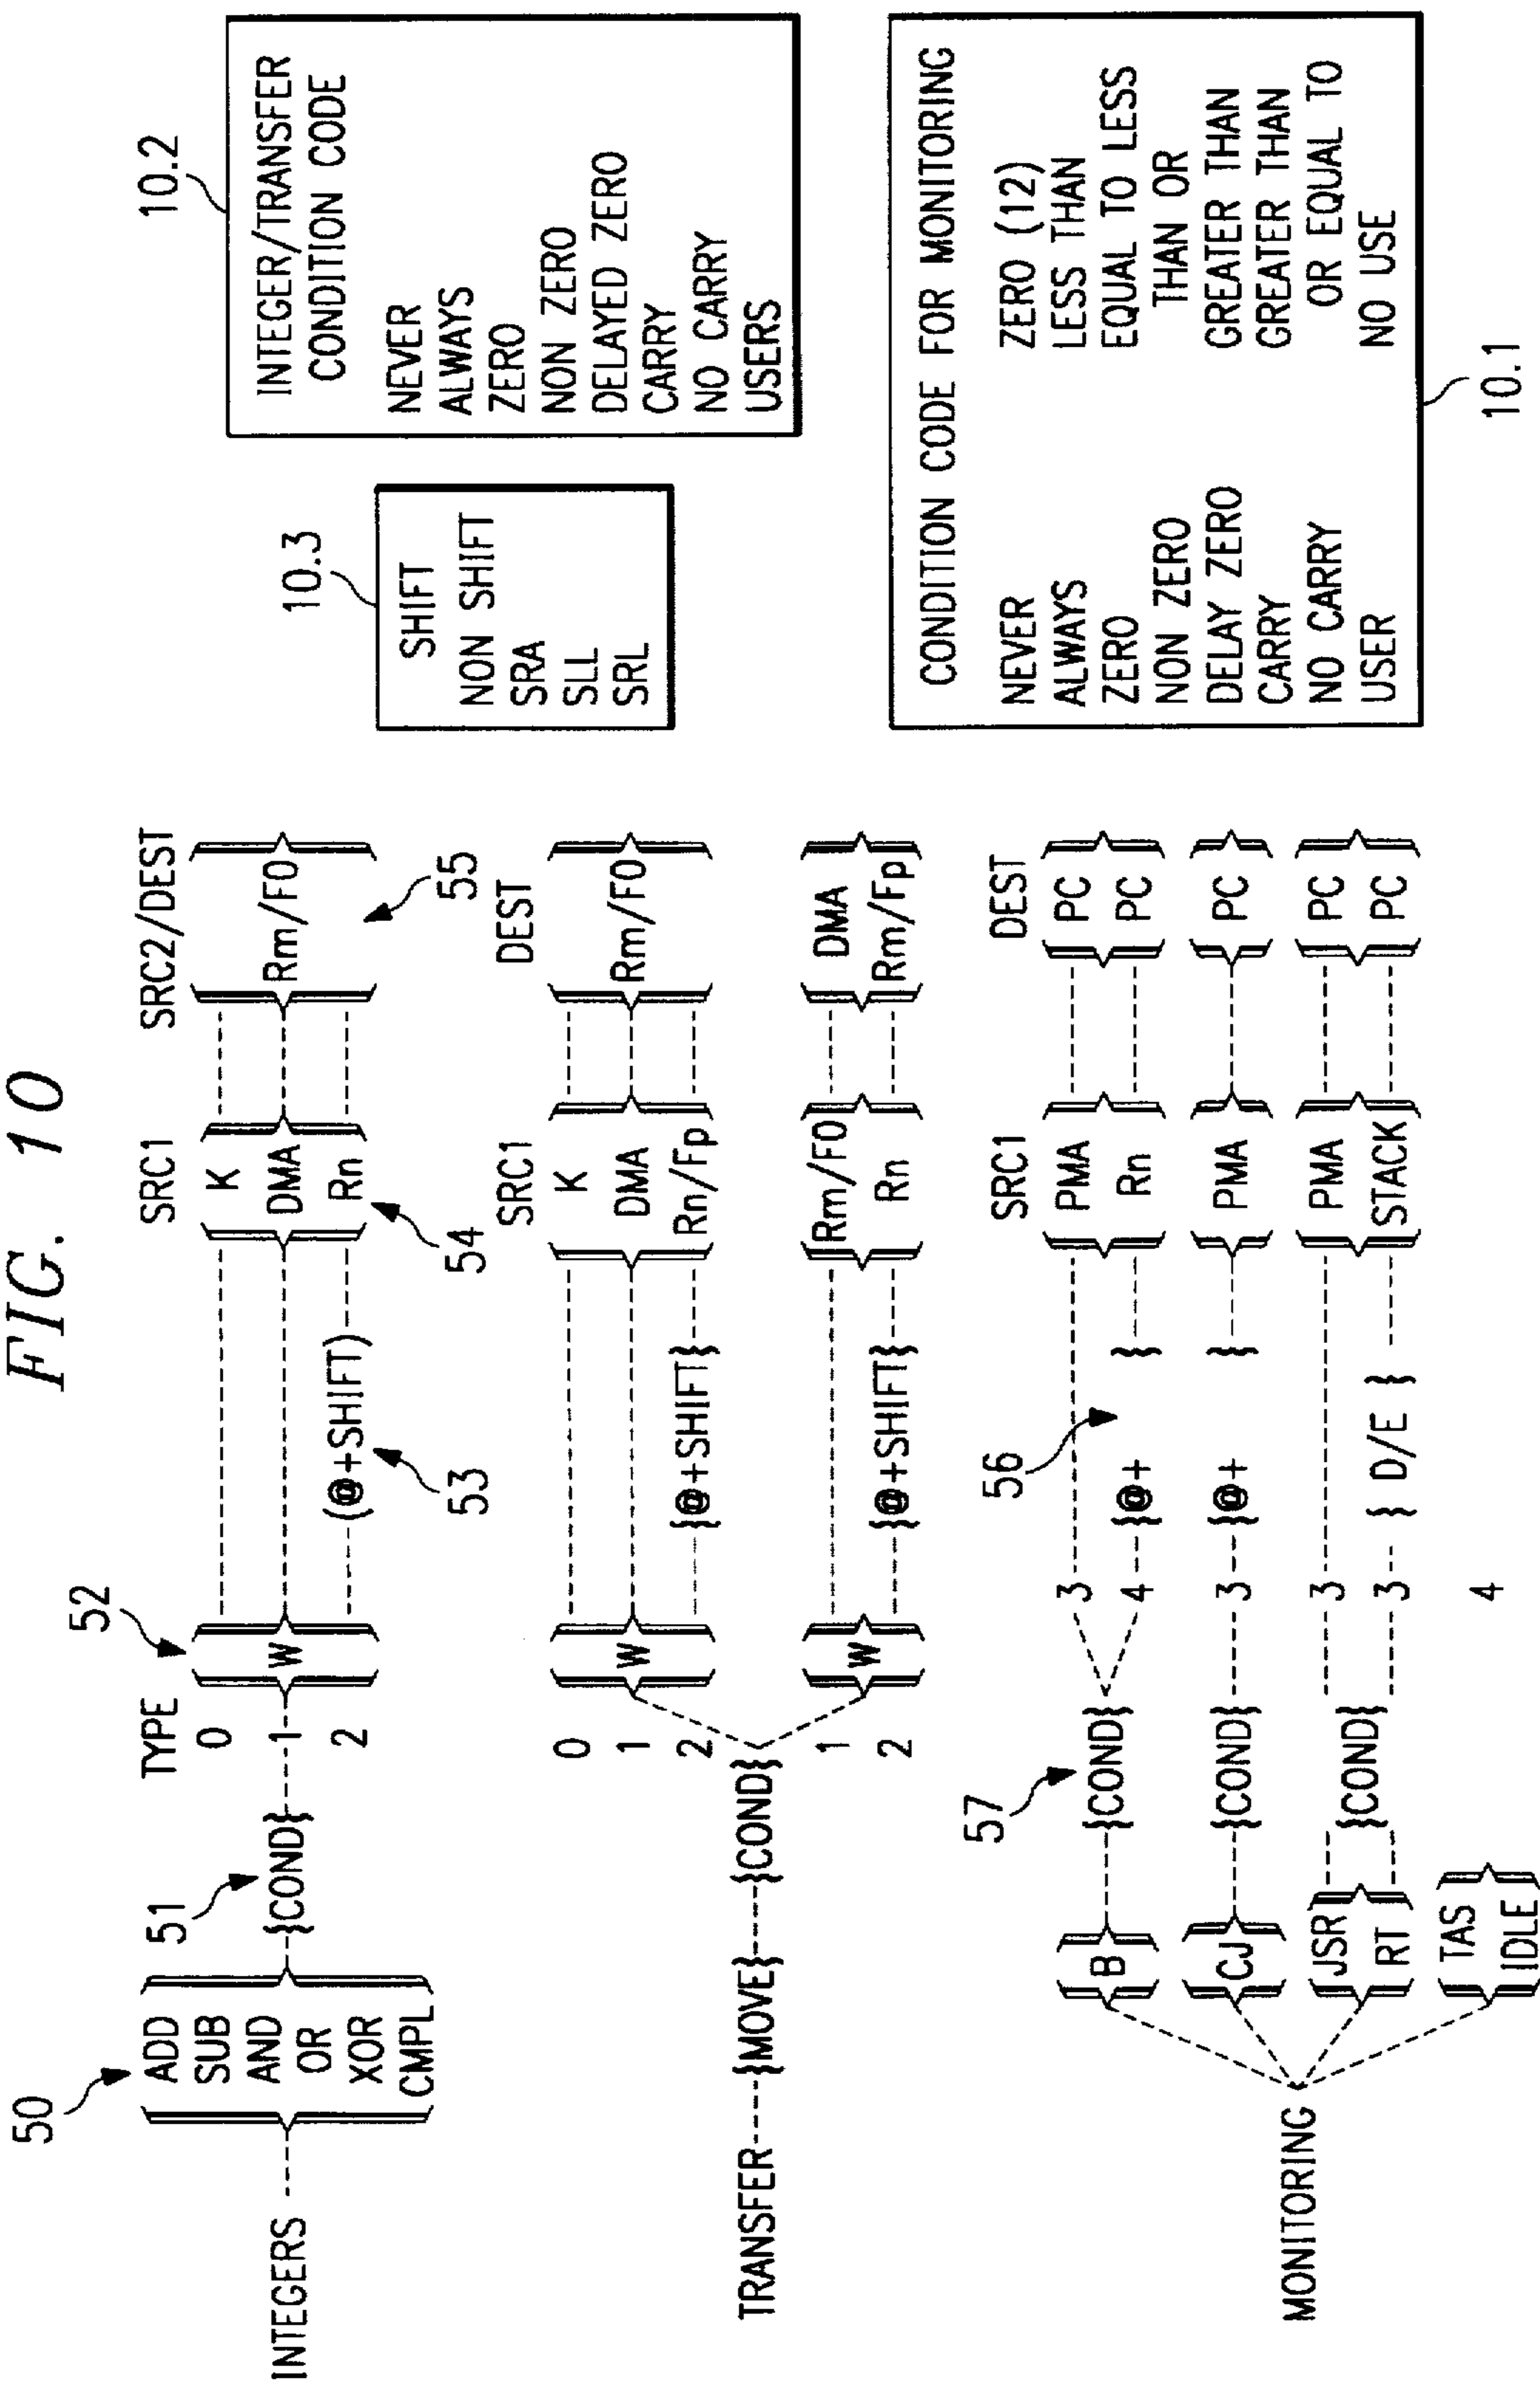 FIG. 10
50
51
52
TYPE
SRC1
SRC2/DEST
INTEGERS
ADD
SUB
AND
OR
XOR
CMPL
{COND}
0
1
2
W
(@+SHIFT)
53
K
DMA
Rn
54
Rm/F0
55
TRANSFER
{MOVE}
{COND}
SRC1
DEST
0
1
2
W
{@+SHIFT}
K
DMA
Rn/Fp
Rm/F0
1
2
W
{@+SHIFT}
Rm/F0
Rn
DMA
Rm/Fp
MONITORING
57
56
SRC1
DEST
B
{COND}
3
PMA
PC
4
{@+ }
Rn
PC
CJ
{COND}
3
{@+ }
PMA
PC
JSR
RT
{COND}
3
PMA
PC
3
} D/E {
STACK
PC
TAS
IDLE
4
10.3
SHIFT
NON SHIFT
SRA
SLL
SRL
10.2
INTEGER/TRANSFER
CONDITION CODE
NEVER
ALWAYS
ZERO
NON ZERO
DELAYED ZERO
CARRY
NO CARRY
USERS
CONDITION CODE FOR MONITORING
NEVER ZERO (12)
ALWAYS LESS THAN
ZERO EQUAL TO LESS
NON ZERO THAN OR
DELAY ZERO GREATER THAN
CARRY GREATER THAN
NO CARRY OR EQUAL TO
USER NO USE
10.1